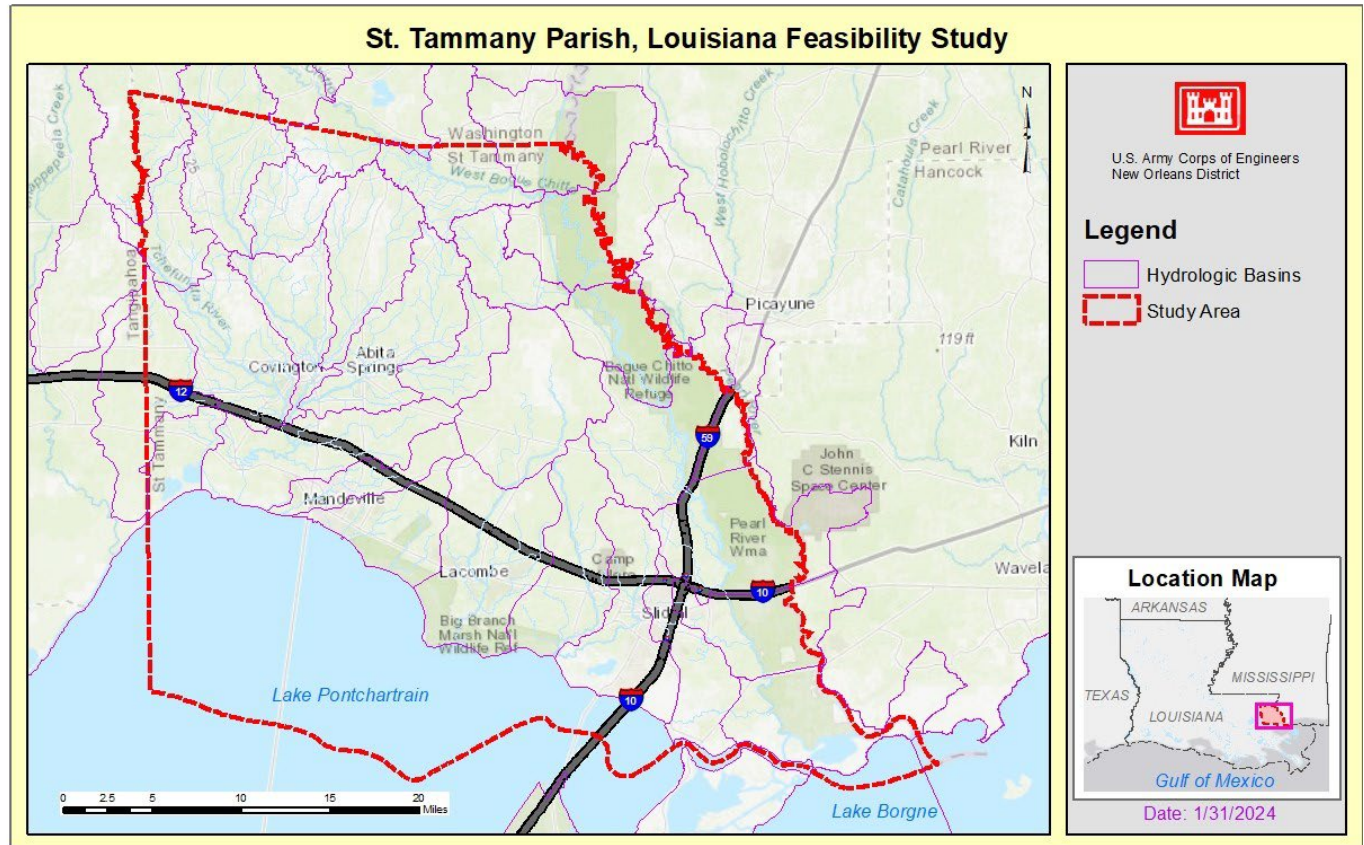 St. Tammany Parish, Louisiana Feasibility Study
N
Washington
St Tammany
West Bogue Chitto
West Hobolochitto Creek
Catahoula Creek
Pearl River
Hancock
25
Tchefuncta River
Tangipahoa
St Tammany
Picayune
119 ft
Covington
Abita
Springs
Bogue Chitto
Natl Wildlife
Refuge
12
59
Kiln
John
C Stennis
Space Center
Mandeville
Pearl
River
Wma
Lacombe
Camp
10
Slidell
Big Branch
Marsh Nat'l
Wildlife Ref
Lake Pontchartrain
10
Lake Borgne
0 2.5 5 10 15 20
Miles
U.S. Army Corps of Engineers
New Orleans District
Legend
Hydrologic Basins
Study Area
Location Map
ARKANSAS
MISSISSIPPI
TEXAS
LOUISIANA
Gulf of Mexico
Date: 1/31/2024